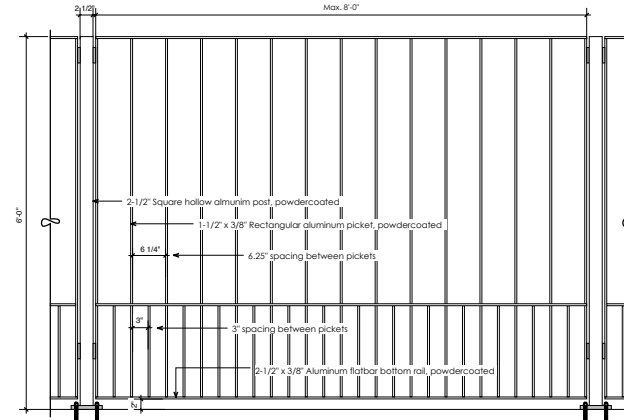 2 1/2"
Max. 8'-0"
6'-0"
2-1/2" Square hollow almunim post, powdercoated
1-1/2" x 3/8" Rectangular aluminum picket, powdercoated
6 1/4"
6.25" spacing between pickets
3"
3" spacing between pickets
2-1/2" x 3/8" Aluminum flatbar bottom rail, powdercoated
2"